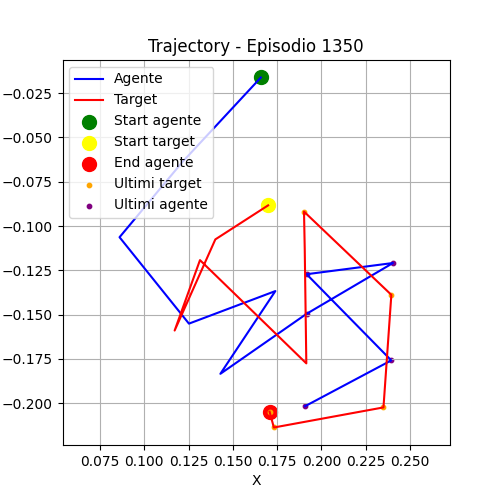 Trajectory - Episodio 1350
Agente
Target
Start agente
Start target
End agente
Ultimi target
Ultimi agente
−0.025
−0.050
−0.075
−0.100
−0.125
−0.150
−0.175
−0.200
0.075 0.100 0.125 0.150 0.175 0.200 0.225 0.250
X